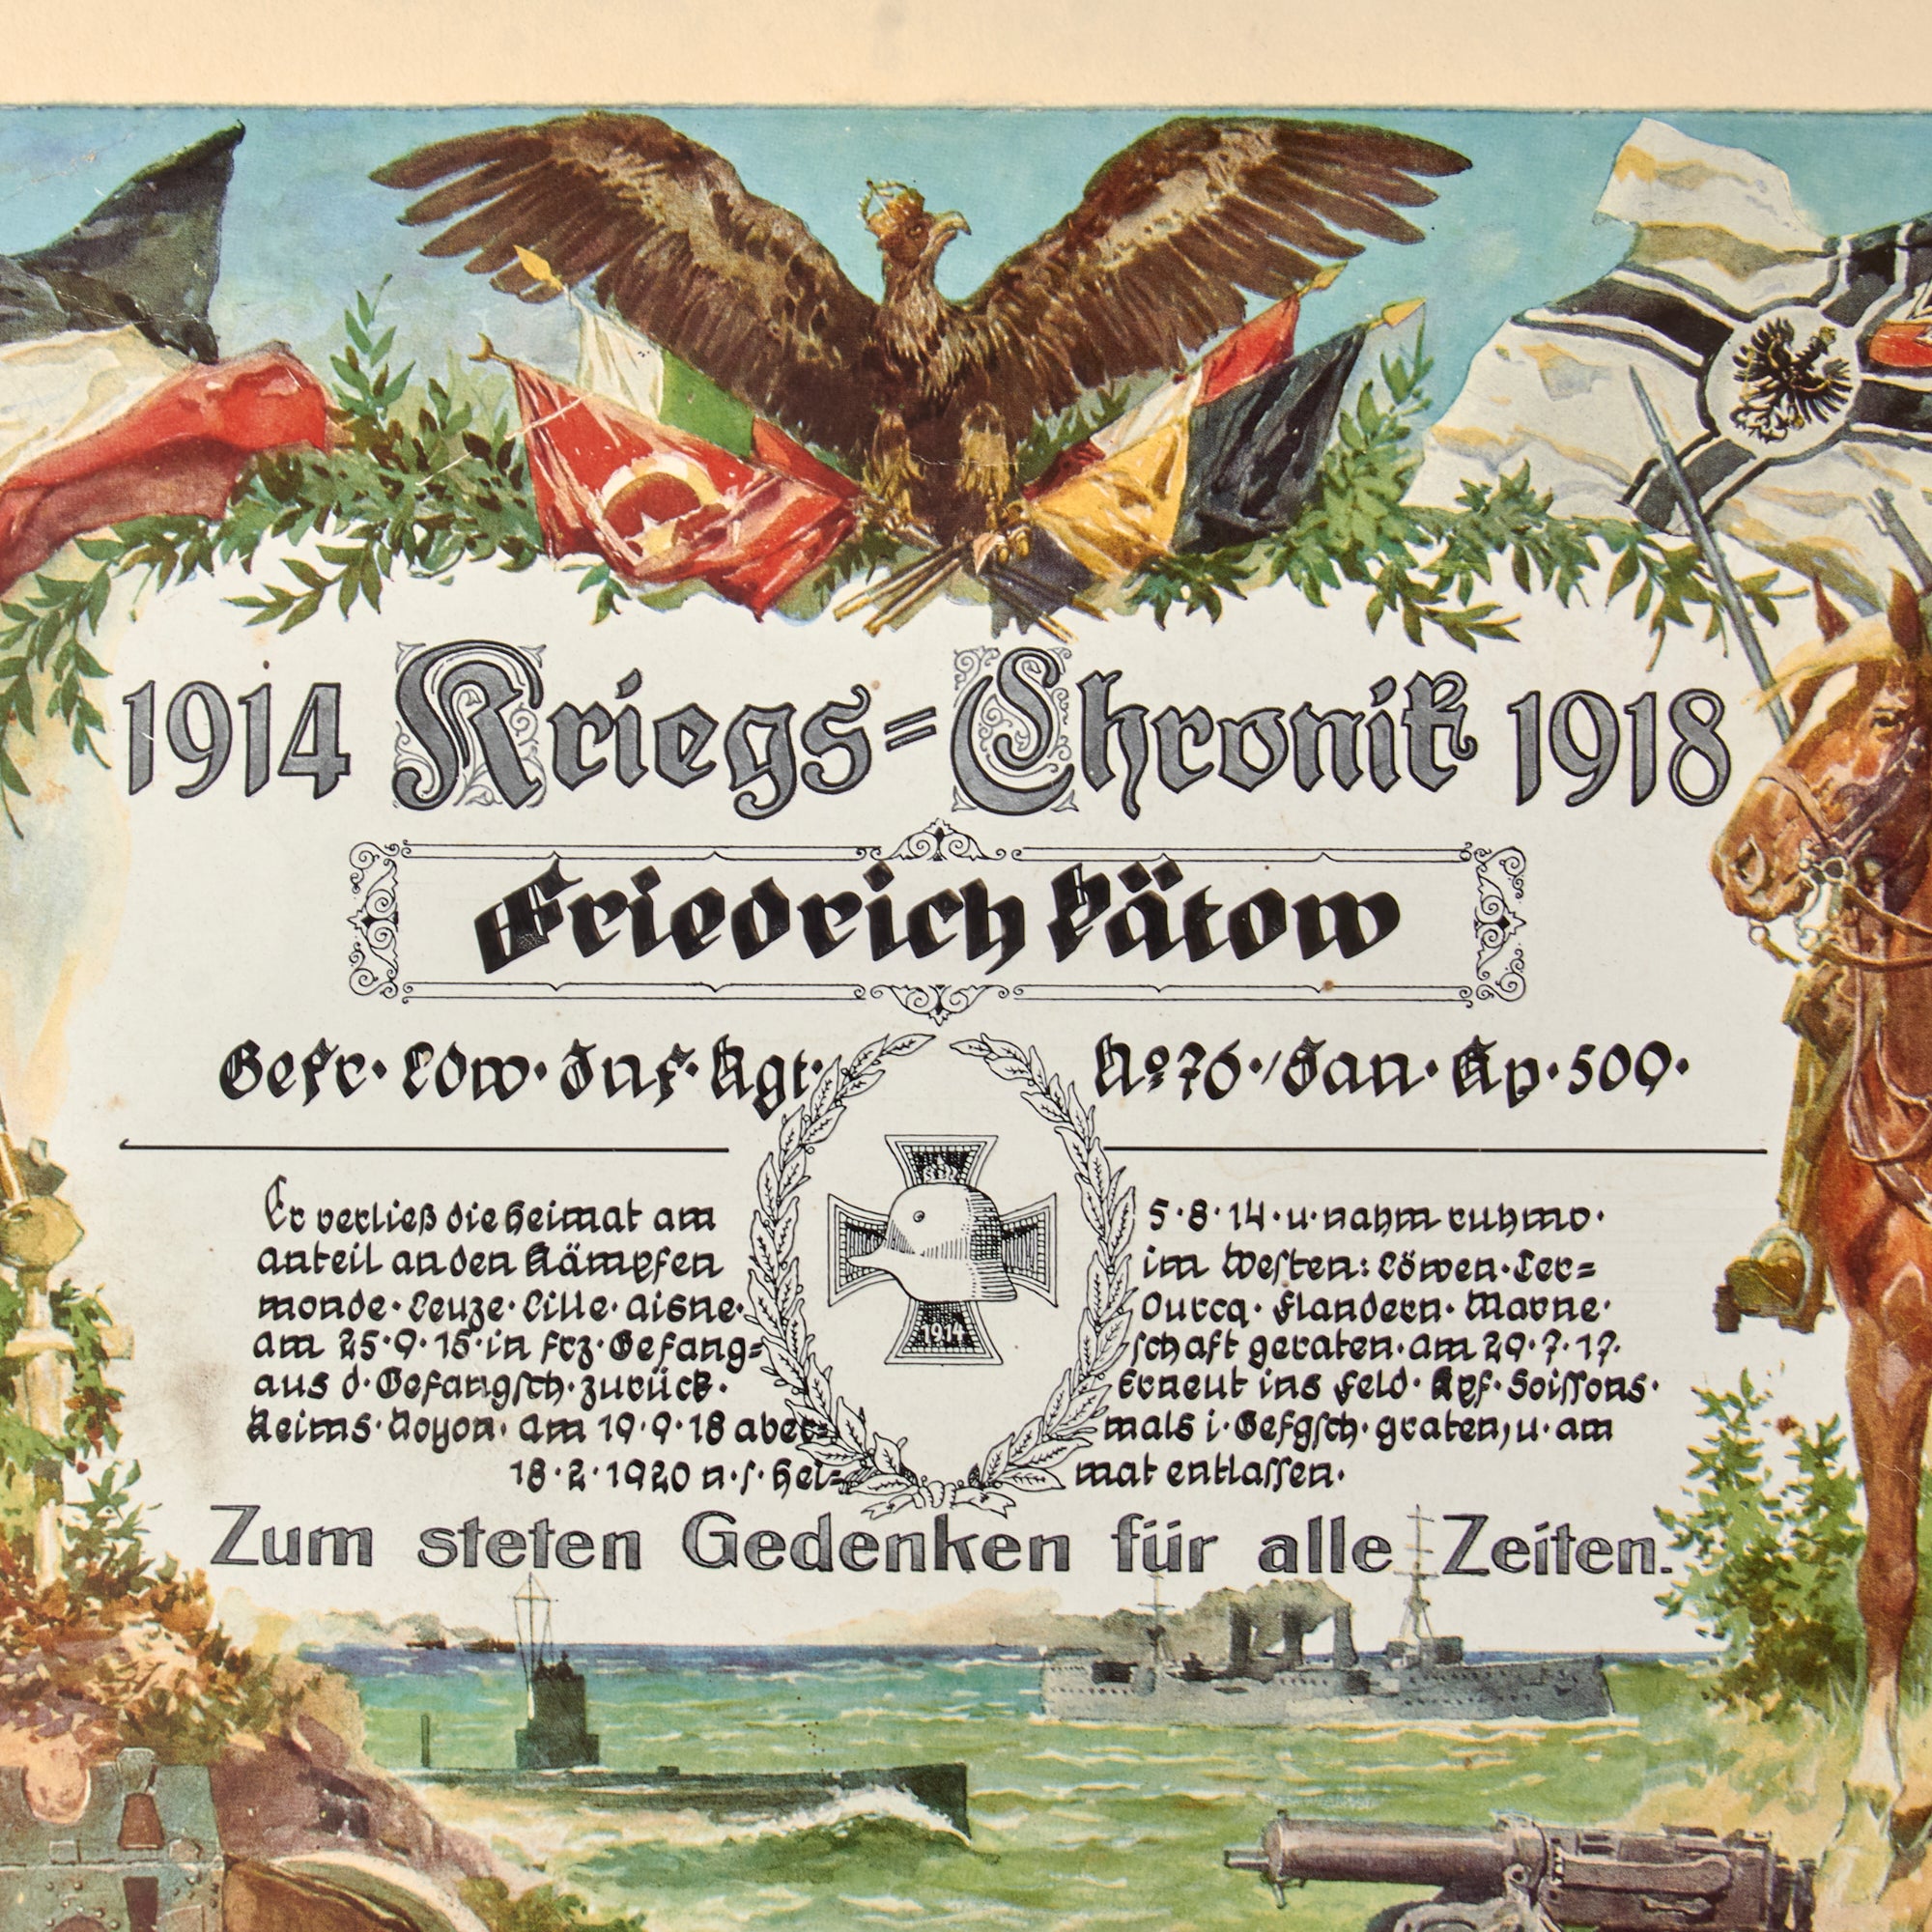 1914 Kriegs=Chronik 1918
Friedrich Pätow
Gefr. Ldw. Inf. Rgt. No 76./San. Kp. 509.
Er verließ die Heimat am 5.8.14.u.nahm ruhmv.
anteil an den Kämpfen im Westen: Löwen. Ter=
monde. Leuze. Lille. Aisne. Ourcq. Flandern. Marne.
am 25.9.15.in frz. Gefang= schaft geraten. am 29.7.17.
aus d. Gefangsch. zurück. Erneut ins Feld. Kpf. Soissons.
Reims. Noyon. Am 19.9.18 aber= mals i. Gefgsch. graten, u. am
18.2.1920 n. s. Hei= mat entlassen.
1914
Zum steten Gedenken für alle Zeiten.